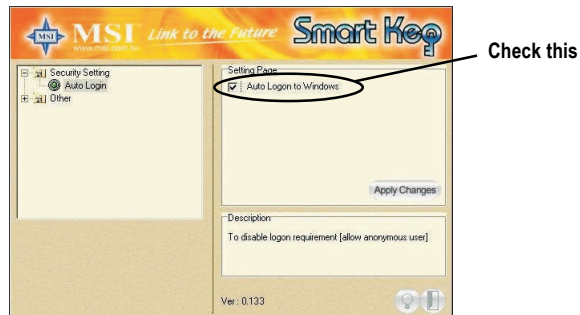 MSI
MSI Link to the Future Smart Key
www.msi.com.tw
Check this
Security Setting
Auto Login
Other
Setting Page
Auto Logon to Windows
Apply Changes
Description
To disable logon requirement [allow anonymous user]
Ver : 0.133